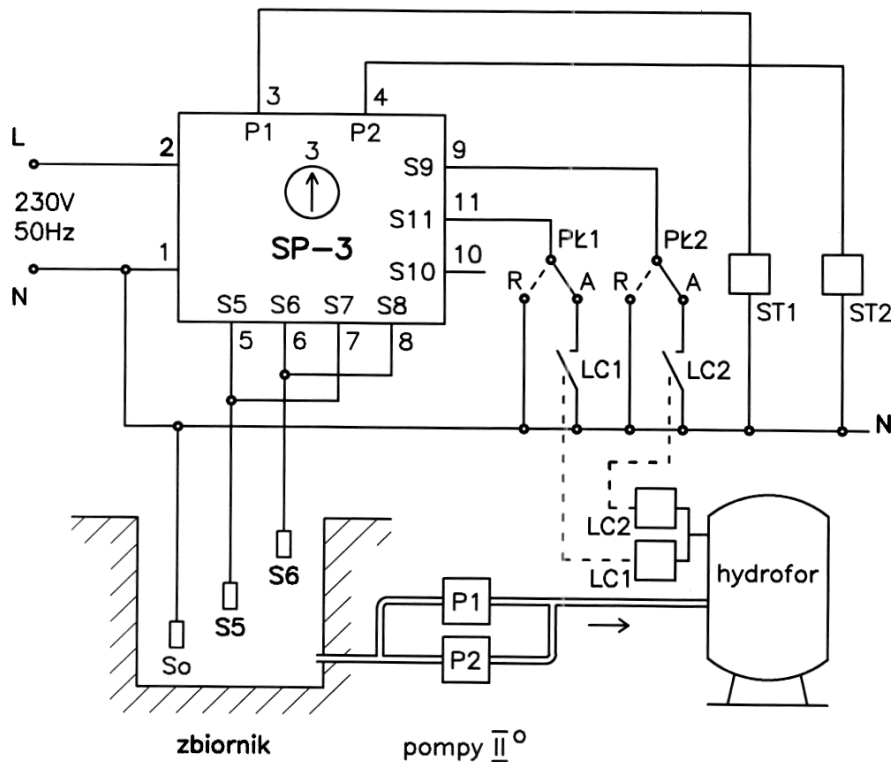 3
4
L
2
P1
P2
3
S9
9
230V
50Hz
SP-3
S11
11
PŁ1
PŁ2
N
1
S10
10
R
A
R
A
S5
S6
S7
S8
ST1
ST2
5
6
7
8
LC1
LC2
N
S6
LC2
LC1
hydrofor
S5
So
P1
P2
zbiornik
pompy II°